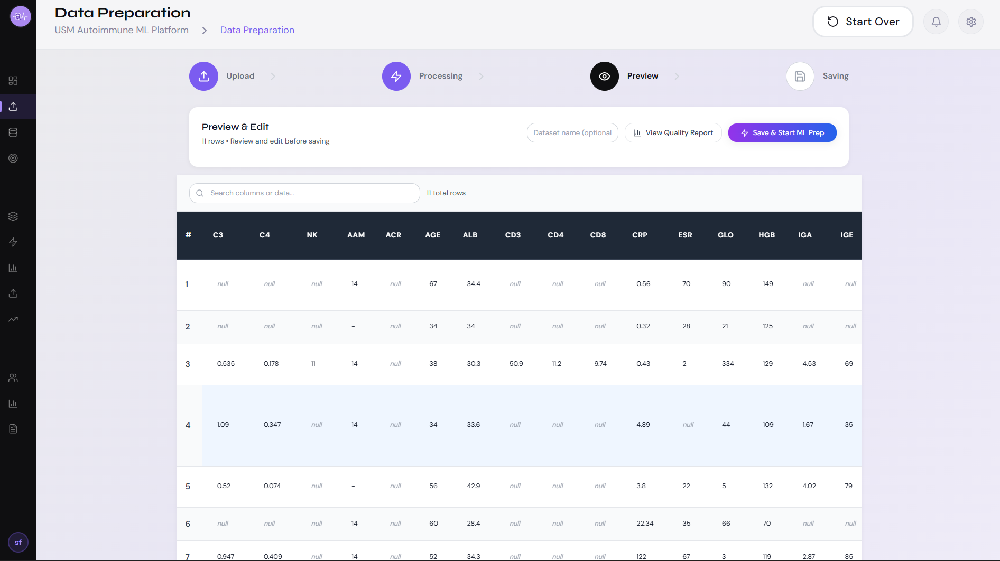 Data Preparation
USM Autoimmune ML Platform > Data Preparation
Start Over
Upload > Processing > Preview > Saving
Preview & Edit
11 rows • Review and edit before saving
Dataset name (optional
View Quality Report
Save & Start ML Prep
Search columns or data...
11 total rows
# C3 C4 NK AAM ACR AGE ALB CD3 CD4 CD8 CRP ESR GLO HGB IGA IGE
1 null null null 14 null 67 34.4 null null null 0.56 70 90 149 null null
2 null null null - null 34 34 null null null 0.32 28 21 125 null null
3 0.535 0.178 11 14 null 38 30.3 50.9 11.2 9.74 0.43 2 334 129 4.53 69
4 1.09 0.347 null 14 null 34 33.6 null null null 4.89 null 44 109 1.67 35
5 0.52 0.074 null - null 56 42.9 null null null 3.8 22 5 132 4.02 79
6 null null null 14 null 60 28.4 null null null 22.34 35 66 70 null null
7 0.947 0.409 null 14 null 52 34.3 null null null 122 67 3 119 2.87 85
sf